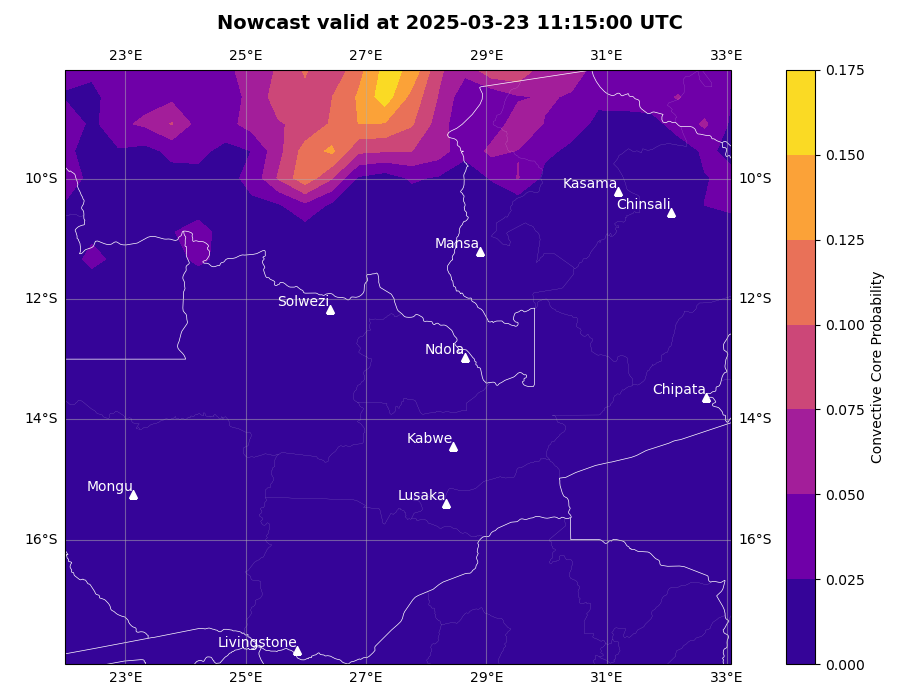 Nowcast valid at 2025-03-23 11:15:00 UTC
23°E 25°E 27°E 29°E 31°E 33°E
0.175
0.150
10°S 10°S
Kasama
Chinsali
0.125
Mansa
12°S 12°S
Solwezi
0.100
Ndola
Chipata
0.075
14°S 14°S
Kabwe
Mongu
Lusaka
0.050
16°S 16°S
0.025
Livingstone
0.000
23°E 25°E 27°E 29°E 31°E 33°E
Convective Core Probability